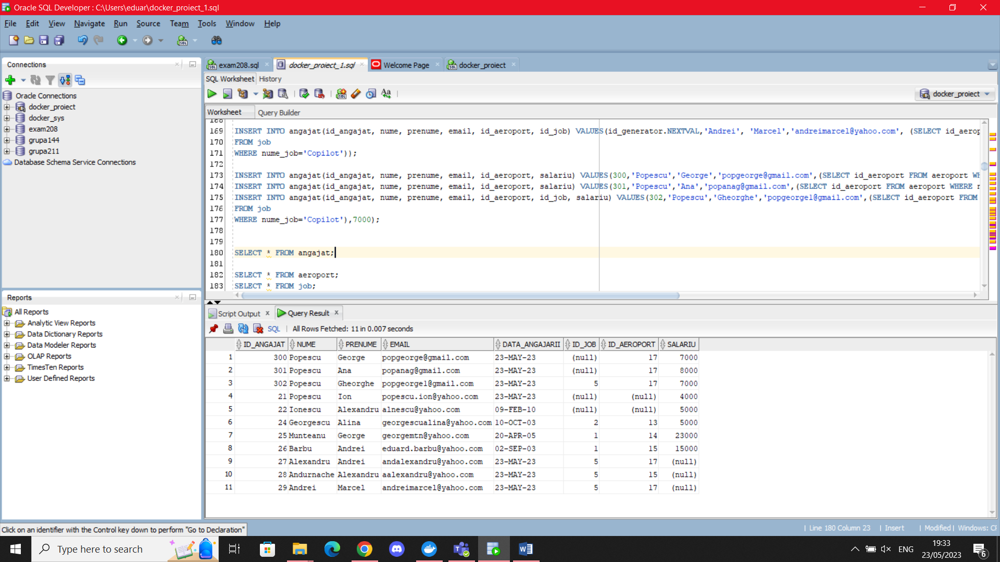 Oracle SQL Developer : C:\Users\eduar\docker_proiect_1.sql
File Edit View Navigate Run Source Team Tools Window Help
Connections
Oracle Connections
docker_proiect
docker_sys
exam208
grupa144
grupa211
Database Schema Service Connections
Reports
All Reports
Analytic View Reports
Data Dictionary Reports
Data Modeler Reports
OLAP Reports
TimesTen Reports
User Defined Reports
exam208.sql docker_proiect_1.sql Welcome Page docker_proiect
SQL Worksheet History
docker_proiect
Worksheet Query Builder
168
169 INSERT INTO angajat(id_angajat, nume, prenume, email, id_aeroport, id_job) VALUES(id_generator.NEXTVAL,'Andrei', 'Marcel','andreimarcel@yahoo.com', (SELECT id_aerop
170 FROM job
171 WHERE nume_job='Copilot'));
172
173 INSERT INTO angajat(id_angajat, nume, prenume, email, id_aeroport, salariu) VALUES(300,'Popescu','George','popgeorge@gmail.com',(SELECT id_aeroport FROM aeroport WH
174 INSERT INTO angajat(id_angajat, nume, prenume, email, id_aeroport, salariu) VALUES(301,'Popescu','Ana','popanag@gmail.com',(SELECT id_aeroport FROM aeroport WHERE n
175 INSERT INTO angajat(id_angajat, nume, prenume, email, id_aeroport, id_job, salariu) VALUES(302,'Popescu','Gheorghe','popgeorgel@gmail.com',(SELECT id_aeroport FROM
176 FROM job
177 WHERE nume_job='Copilot'),7000);
178
179
180 SELECT * FROM angajat;
181
182 SELECT * FROM aeroport;
183 SELECT * FROM job;
Script Output Query Result
SQL All Rows Fetched: 11 in 0.007 seconds
ID_ANGAJAT NUME PRENUME EMAIL DATA_ANGAJARII ID_JOB ID_AEROPORT SALARIU
1 300 Popescu George popgeorge@gmail.com 23-MAY-23 (null) 17 7000
2 301 Popescu Ana popanag@gmail.com 23-MAY-23 (null) 17 8000
3 302 Popescu Gheorghe popgeorgel@gmail.com 23-MAY-23 5 17 7000
4 21 Popescu Ion popescu.ion@yahoo.com 23-MAY-23 (null) (null) 4000
5 22 Ionescu Alexandru alnescu@yahoo.com 09-FEB-10 (null) (null) 5000
6 24 Georgescu Alina georgescualina@yahoo.com 10-OCT-03 2 13 5000
7 25 Munteanu George georgemtn@yahoo.com 20-APR-05 1 14 23000
8 26 Barbu Andrei eduard.barbu@yahoo.com 02-SEP-03 1 15 15000
9 27 Alexandru Andrei andalexandru@yahoo.com 23-MAY-23 5 17 (null)
10 28 Andurnache Alexandru aalexandru@yahoo.com 23-MAY-23 5 15 (null)
11 29 Andrei Marcel andreimarcel@yahoo.com 23-MAY-23 5 17 (null)
Click on an identifier with the Control key down to perform "Go to Declaration"
Line 180 Column 23 Insert Modified Windows: CF
Type here to search
ENG
19:33
23/05/2023
6